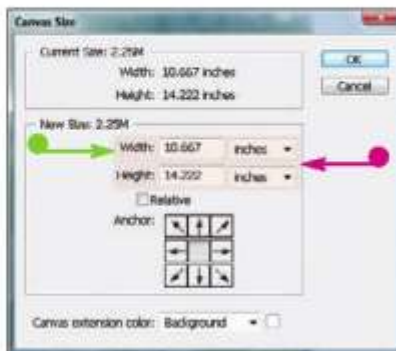 Canvas Size
Current Size: 2.25M
Width: 10.667 inches
Height: 14.222 inches
OK
Cancel
New Size: 2.25M
Width: 10.667 inches
Height: 14.222 inches
Relative
Anchor:
Canvas extension color: Background